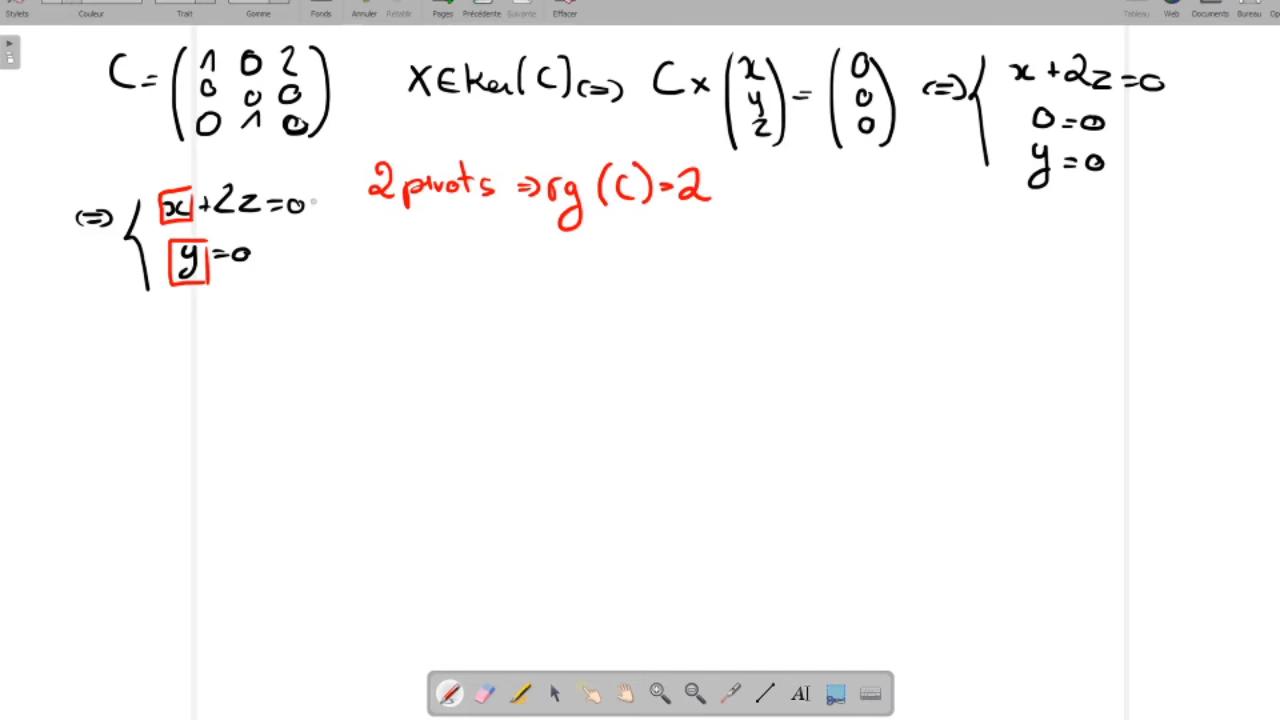 Stylets Couleur Trait Gomme Fonds Annuler Rétablir Pages Précédente Suivante Effacer Tableau Web Documents Bureau
C = (1 0 2
0 0 0
0 1 0)
X ∈ Ker(C) ⇔ C × (x
y
z) = (0
0
0) ⇔ { x + 2z = 0
0 = 0
y = 0
⇔ { x + 2z = 0
y = 0
2 pivots ⇒ rg (C) = 2
AI